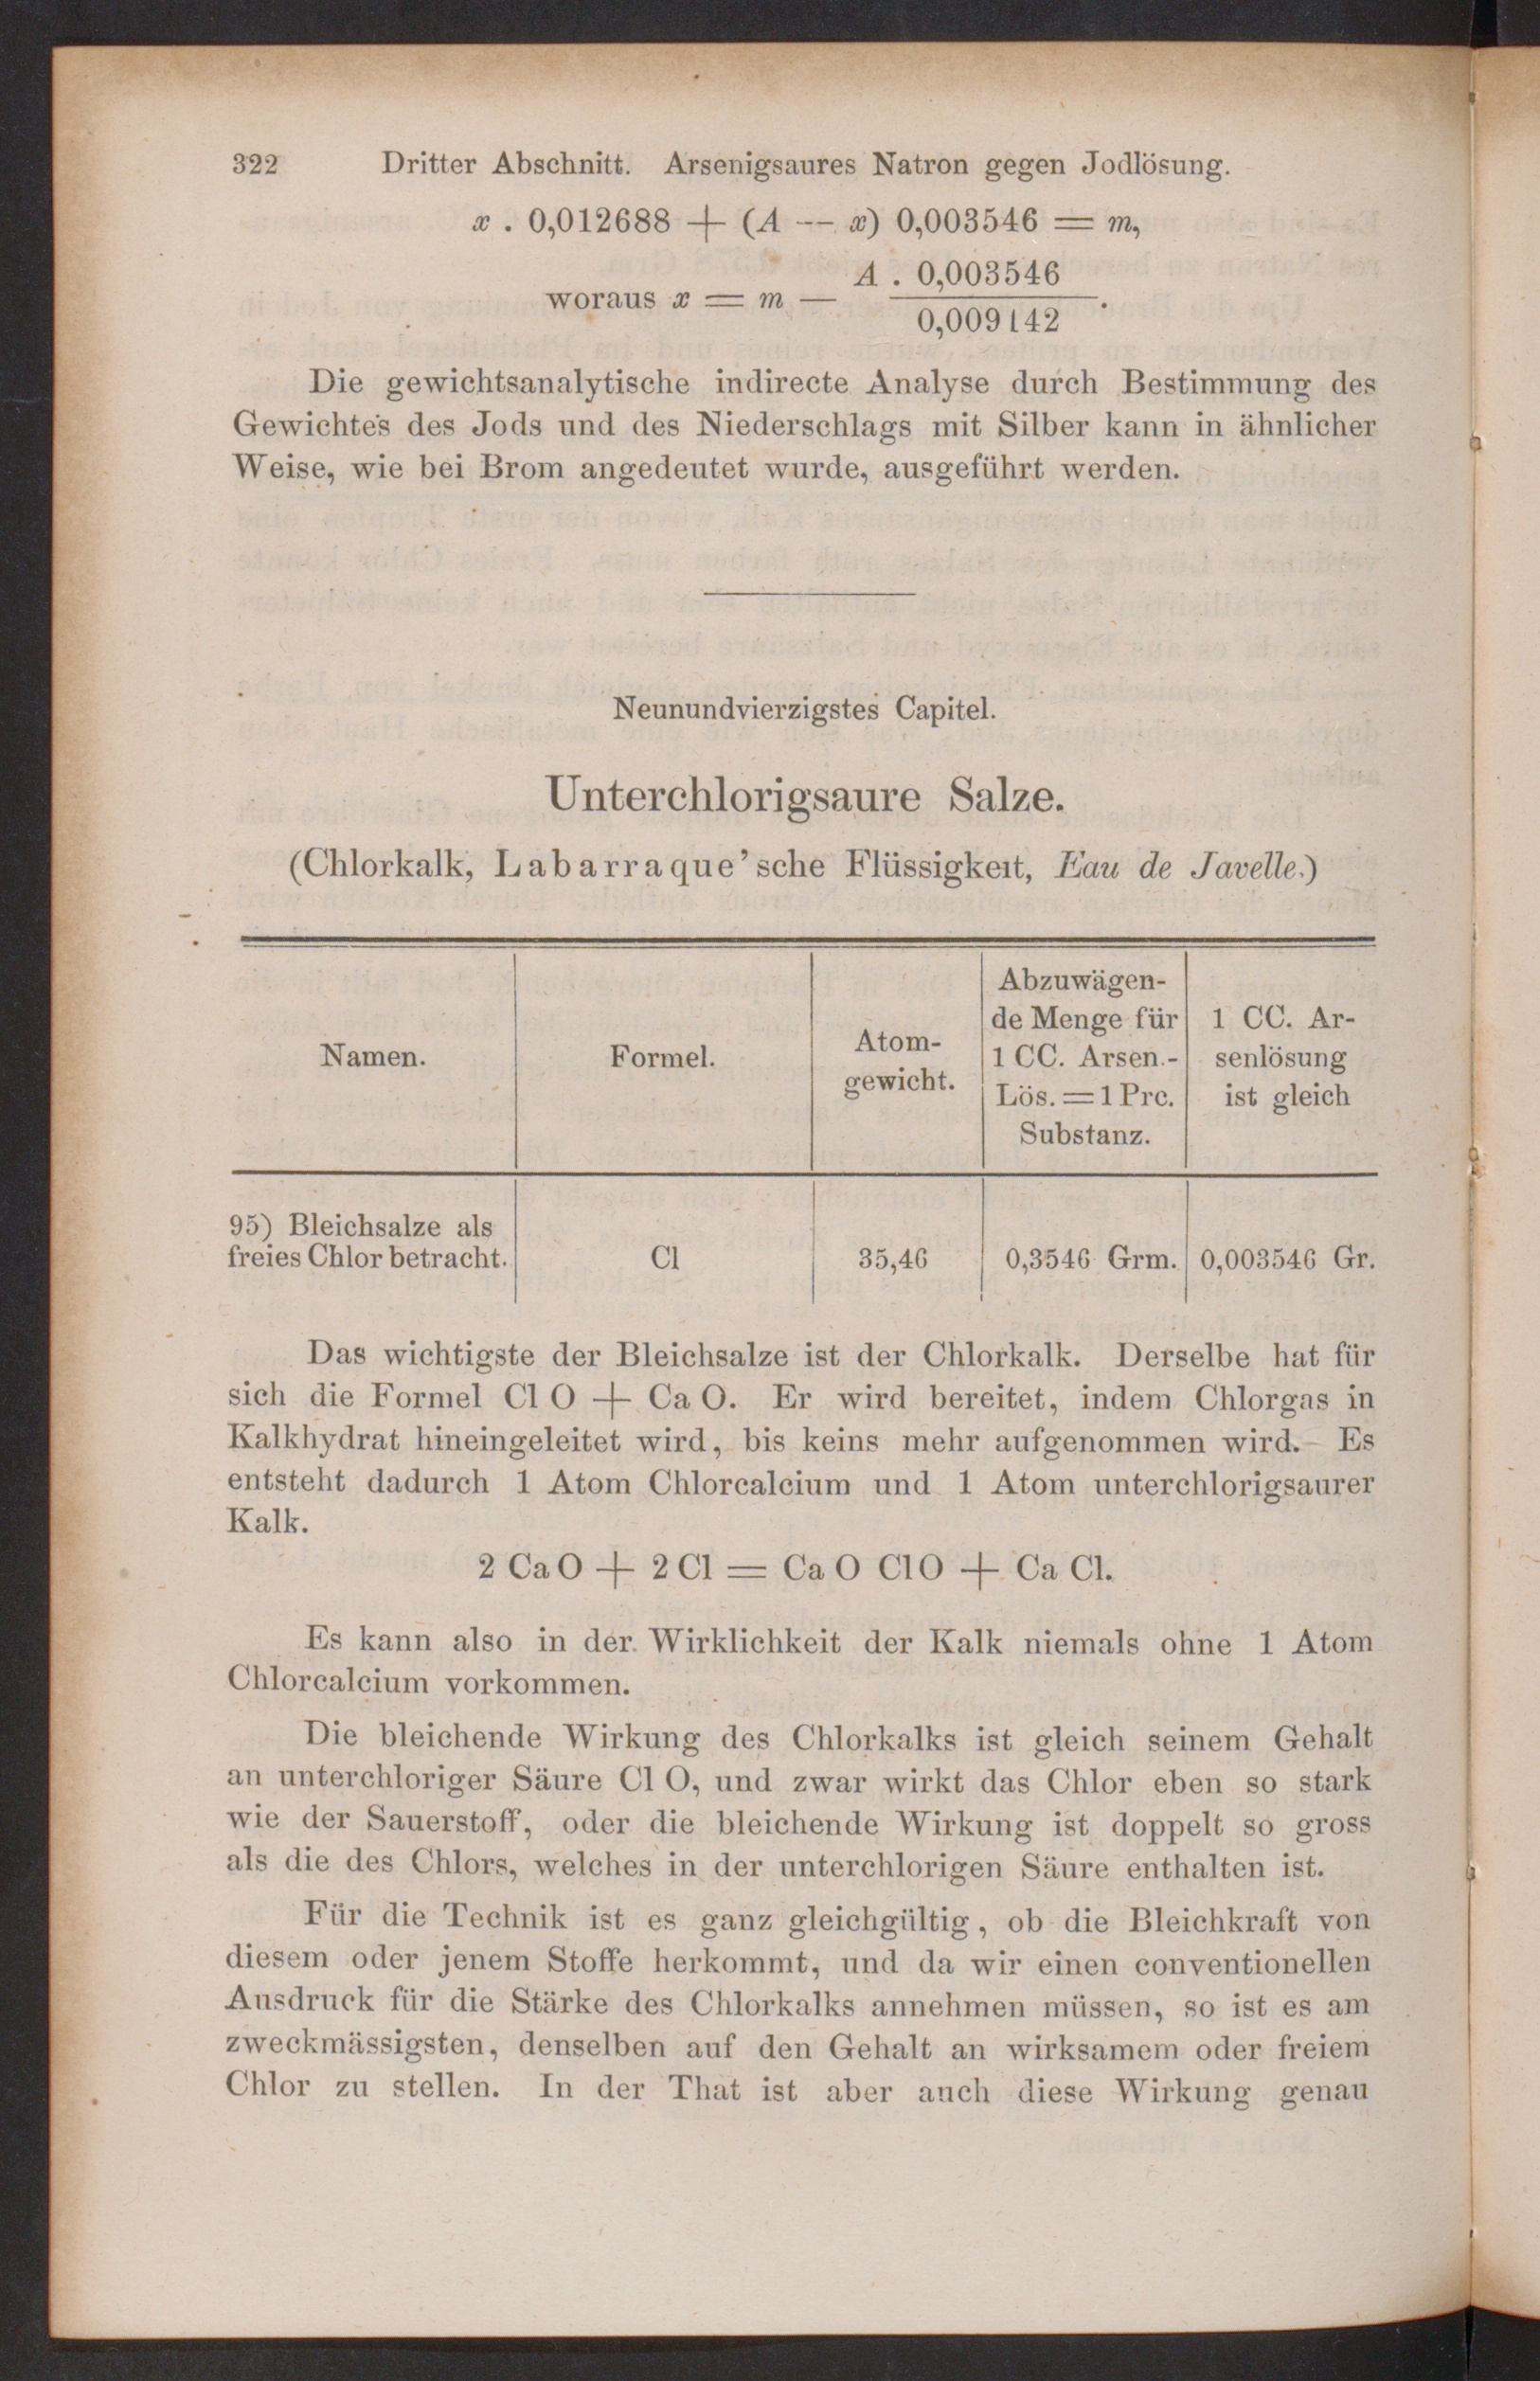 322 Dritter Abschnitt. Arsenigsaures Natron gegen Jodlösung.
x . 0,012688 + (A — x) 0,003546 = m,
woraus x = m — A . 0,003546 / 0,009142 .
Die gewichtsanalytische indirecte Analyse durch Bestimmung des
Gewichtes des Jods und des Niederschlags mit Silber kann in ähnlicher
Weise, wie bei Brom angedeutet wurde, ausgeführt werden.
Neunundvierzigstes Capitel.
Unterchlorigsaure Salze.
(Chlorkalk, Labarraque'sche Flüssigkeit, Eau de Javelle.)
Namen.
Formel.
Atom-
gewicht.
Abzuwägen-
de Menge für
1 CC. Arsen.-
Lös. = 1 Prc.
Substanz.
1 CC. Ar-
senlösung
ist gleich
95) Bleichsalze als
freies Chlor betracht.
Cl
35,46
0,3546 Grm.
0,003546 Gr.
Das wichtigste der Bleichsalze ist der Chlorkalk. Derselbe hat für
sich die Formel Cl O + Ca O. Er wird bereitet, indem Chlorgas in
Kalkhydrat hineingeleitet wird, bis keins mehr aufgenommen wird. Es
entsteht dadurch 1 Atom Chlorcalcium und 1 Atom unterchlorigsaurer
Kalk.
2 Ca O + 2 Cl = Ca O Cl O + Ca Cl.
Es kann also in der Wirklichkeit der Kalk niemals ohne 1 Atom
Chlorcalcium vorkommen.
Die bleichende Wirkung des Chlorkalks ist gleich seinem Gehalt
an unterchloriger Säure Cl O, und zwar wirkt das Chlor eben so stark
wie der Sauerstoff, oder die bleichende Wirkung ist doppelt so gross
als die des Chlors, welches in der unterchlorigen Säure enthalten ist.
Für die Technik ist es ganz gleichgültig, ob die Bleichkraft von
diesem oder jenem Stoffe herkommt, und da wir einen conventionellen
Ausdruck für die Stärke des Chlorkalks annehmen müssen, so ist es am
zweckmässigsten, denselben auf den Gehalt an wirksamem oder freiem
Chlor zu stellen. In der That ist aber auch diese Wirkung genau